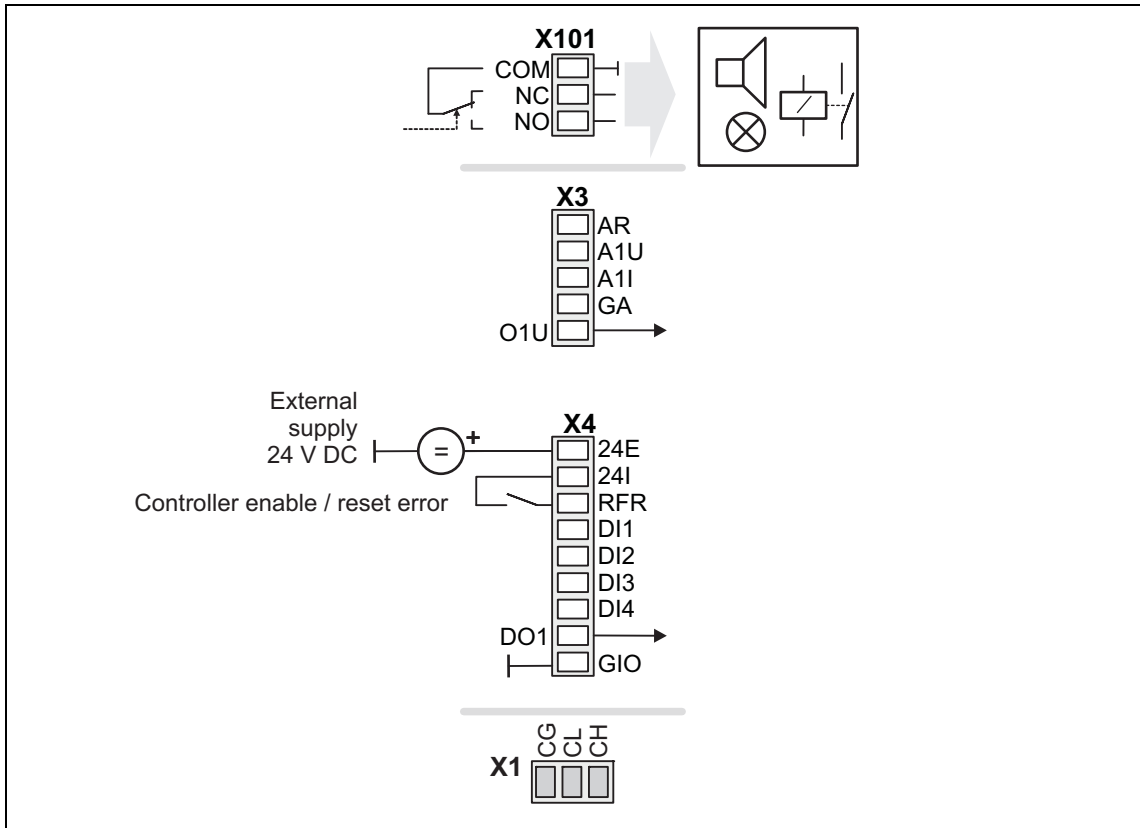 X101
COM
NC
NO
X3
AR
A1U
A1I
GA
O1U
External
supply
24 V DC
=
+
X4
24E
24I
Controller enable / reset error
RFR
DI1
DI2
DI3
DI4
DO1
GIO
X1
CG
CL
CH